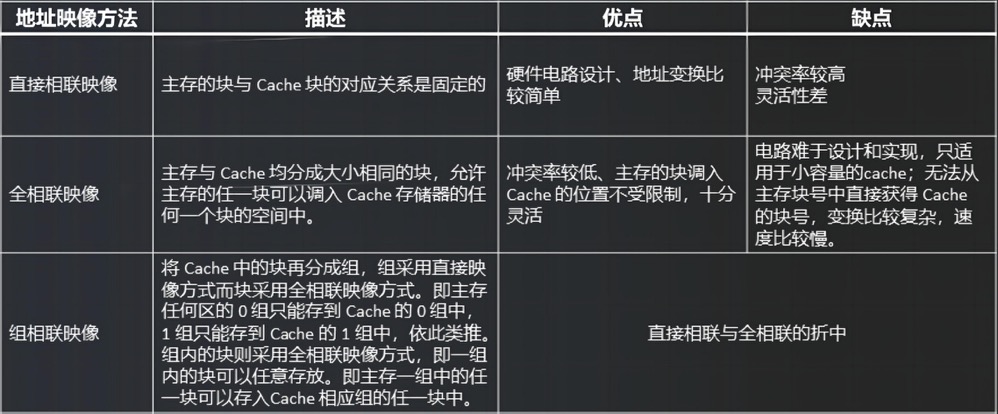 地址映像方法
描述
优点
缺点
直接相联映像
主存的块与 Cache 块的对应关系是固定的
硬件电路设计、地址变换比
较简单
冲突率较高
灵活性差
全相联映像
主存与 Cache 均分成大小相同的块，允许
主存的任一块可以调入 Cache 存储器的任
何一个块的空间中。
冲突率较低、主存的块调入
Cache 的位置不受限制，十分
灵活
电路难于设计和实现，只适
用于小容量的cache；无法从
主存块号中直接获得 Cache
的块号，变换比较复杂，速
度比较慢。
组相联映像
将 Cache 中的块再分成组，组采用直接映
像方式而块采用全相联映像方式。即主存
任何区的 0 组只能存到 Cache 的 0 组中，
1 组只能存到 Cache 的 1 组中，依此类推。
组内的块则采用全相联映像方式，即一组
内的块可以任意存放。即主存一组中的任
一块可以存入Cache 相应组的任一块中。
直接相联与全相联的折中